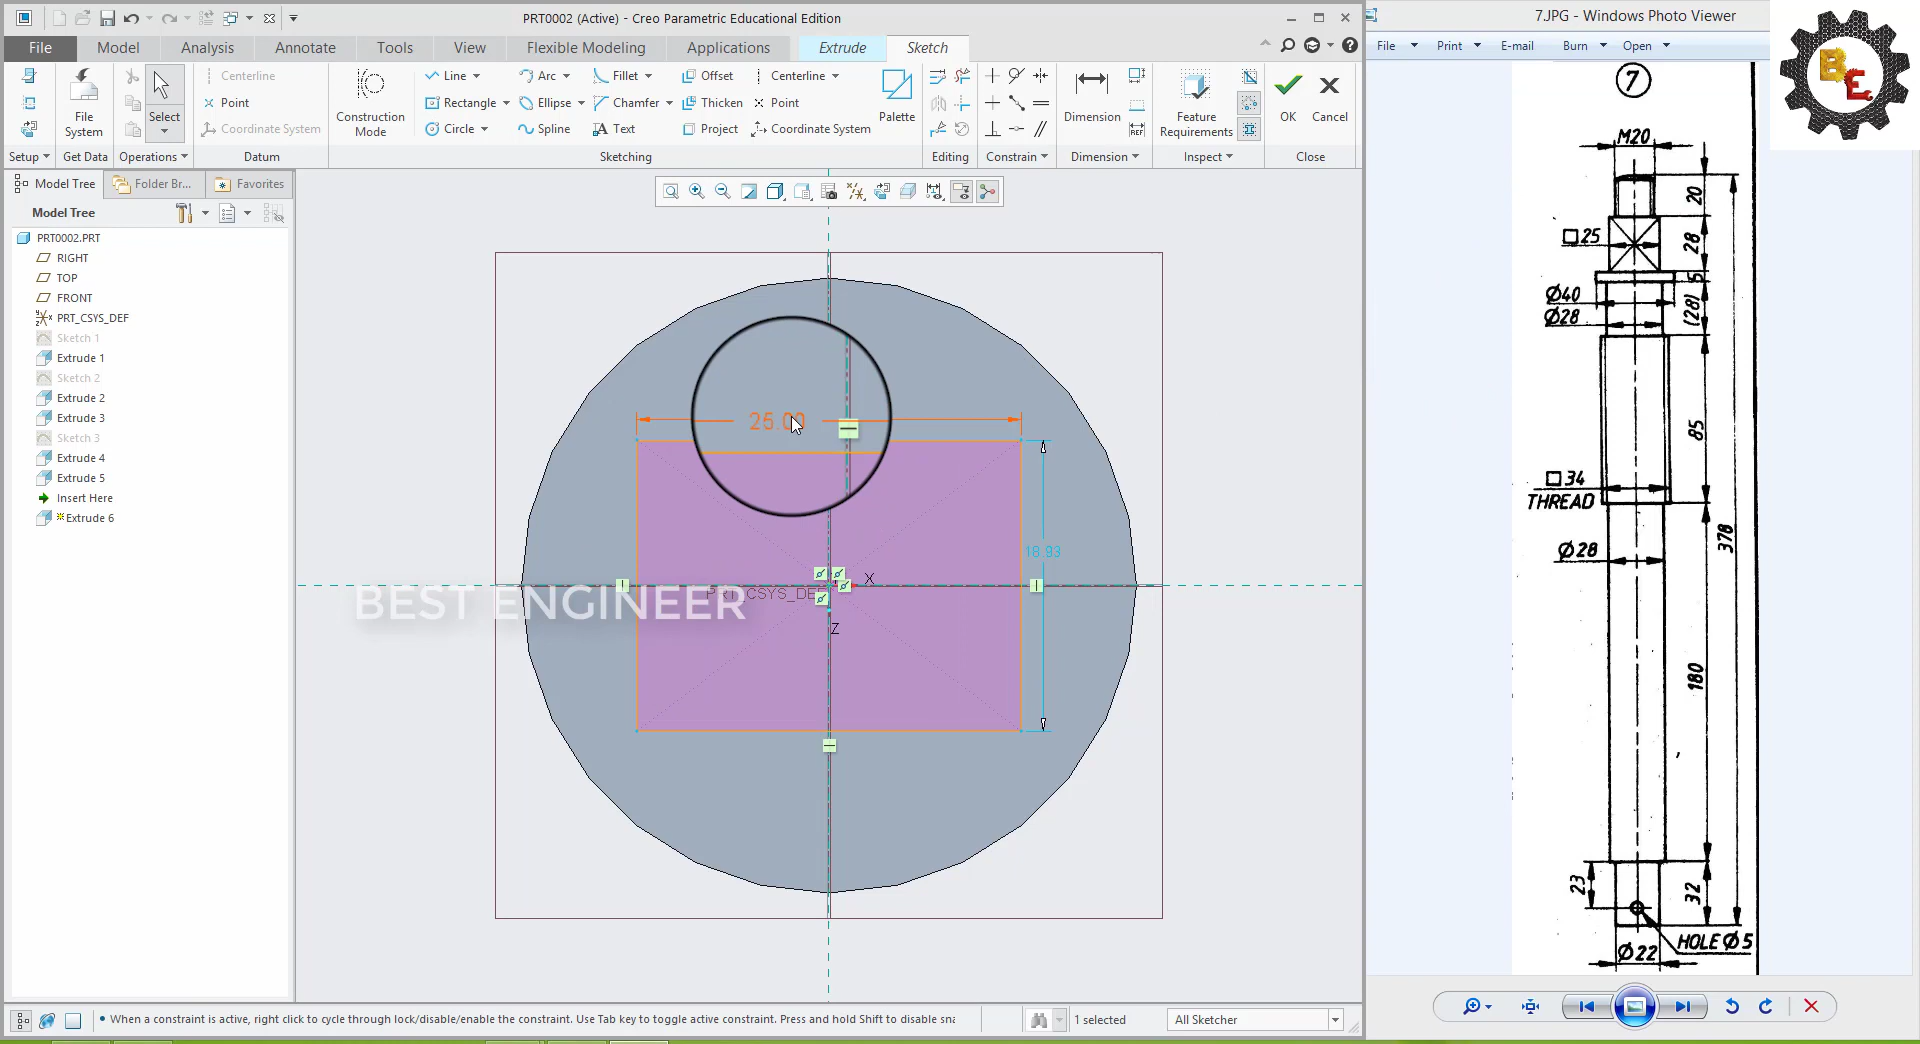 PRT0002 (Active) - Creo Parametric Educational Edition
File
Model
Analysis
Annotate
Tools
View
Flexible Modeling
Applications
Extrude
Sketch
File System
Select
Centerline
Point
Coordinate System
Construction Mode
Line
Rectangle
Circle
Arc
Ellipse
Spline
Fillet
Chamfer
Text
Offset
Thicken
Project
Centerline
Point
Coordinate System
Palette
Dimension
Feature Requirements
OK
Cancel
Setup
Get Data
Operations
Datum
Sketching
Editing
Constrain
Dimension
Inspect
Close
Model Tree
Folder Br...
Favorites
Model Tree
PRT0002.PRT
RIGHT
TOP
FRONT
PRT_CSYS_DEF
Sketch 1
Extrude 1
Sketch 2
Extrude 2
Extrude 3
Sketch 3
Extrude 4
Extrude 5
Insert Here
Extrude 6
18.93
X
Z
BEST ENGINEER
When a constraint is active, right click to cycle through lock/disable/enable the constraint. Use Tab key to toggle active constraint. Press and hold Shift to disable sna
1 selected
All Sketcher
7.JPG - Windows Photo Viewer
File
Print
E-mail
Burn
Open
BE
7
M20
20
□25
28
5
Ø40
Ø28
(28)
85
□34
THREAD
378
Ø28
180
23
32
HOLE Ø5
Ø22